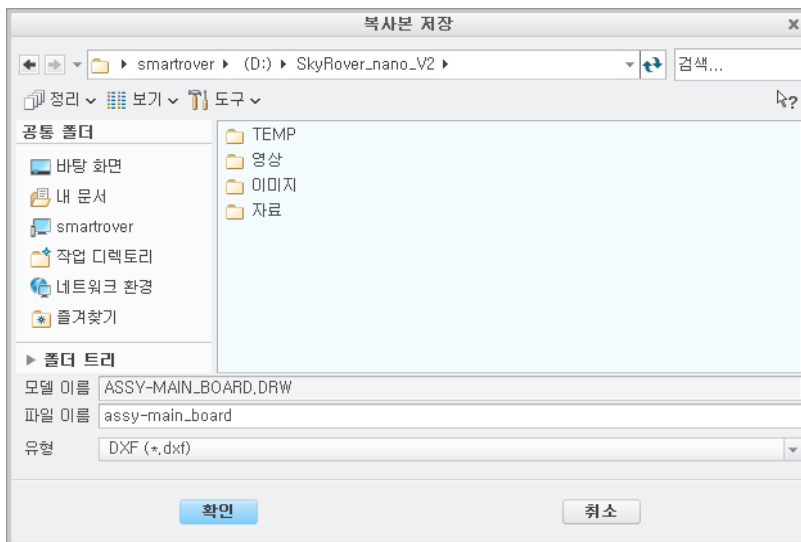 복사본 저장
x
smartrover (D:) SkyRover_nano_V2
검색...
정리 보기 도구
?
공통 폴더
바탕 화면
내 문서
smartrover
작업 디렉토리
네트워크 환경
즐겨찾기
폴더 트리
TEMP
영상
이미지
자료
모델 이름 ASSY-MAIN_BOARD.DRW
파일 이름 assy-main_board
유형 DXF (*.dxf)
확인 취소